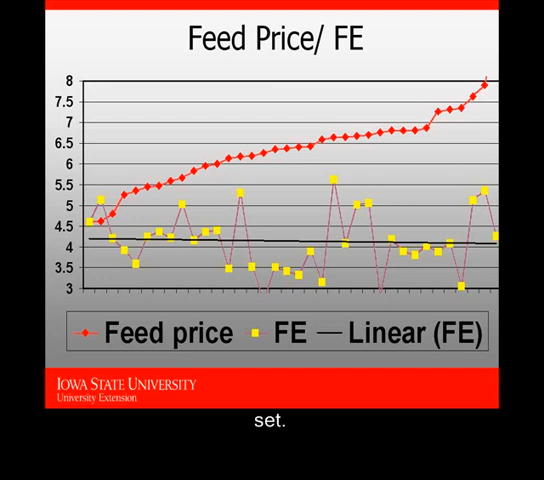 Feed Price/ FE
8
7.5
7
6.5
6
5.5
5
4.5
4
3.5
3
Feed price FE Linear (FE)
IOWA STATE UNIVERSITY
University Extension
set.